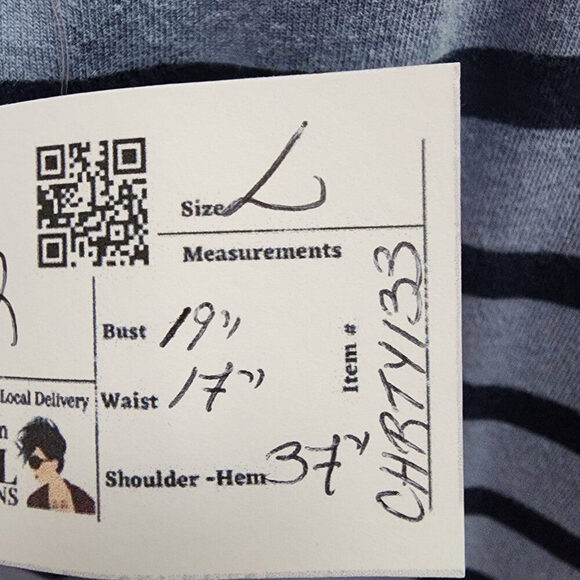 Size L
Measurements
Bust 19"
Waist 17"
Shoulder -Hem 37"
Item # CHRTY133
Local Delivery